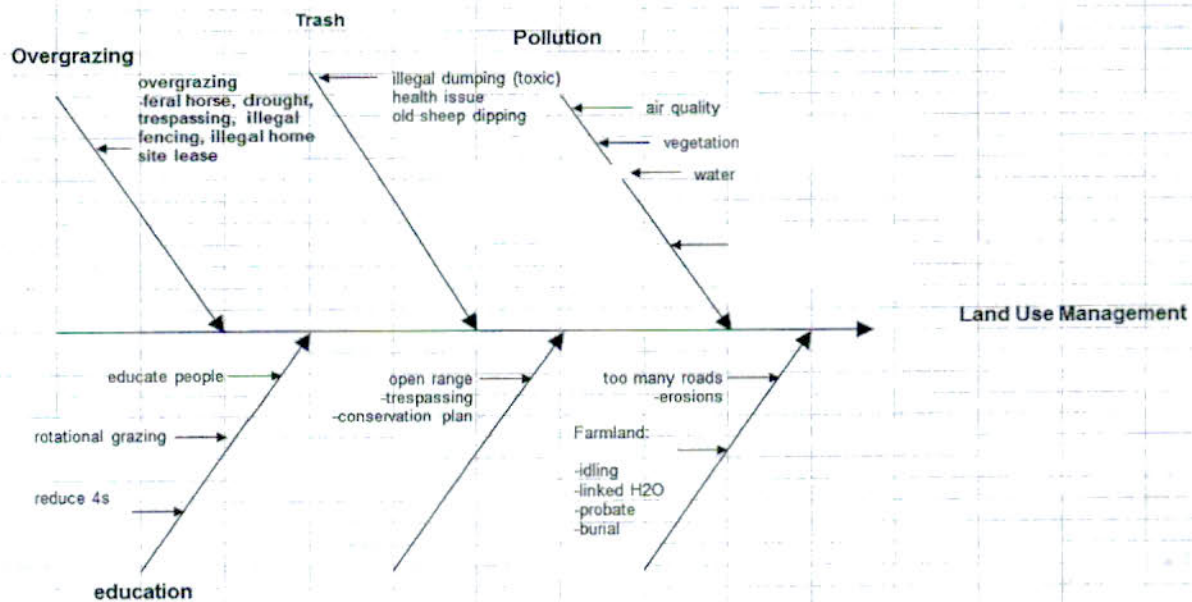 Trash
Pollution
Overgrazing
overgrazing
-feral horse, drought,
trespassing, illegal
fencing, illegal home
site lease
illegal dumping (toxic)
health issue
old sheep dipping
air quality
vegetation
water
Land Use Management
educate people
rotational grazing
reduce 4s
education
open range
-trespassing
-conservation plan
too many roads
-erosions
Farmland:
-idling
-linked H2O
-probate
-burial